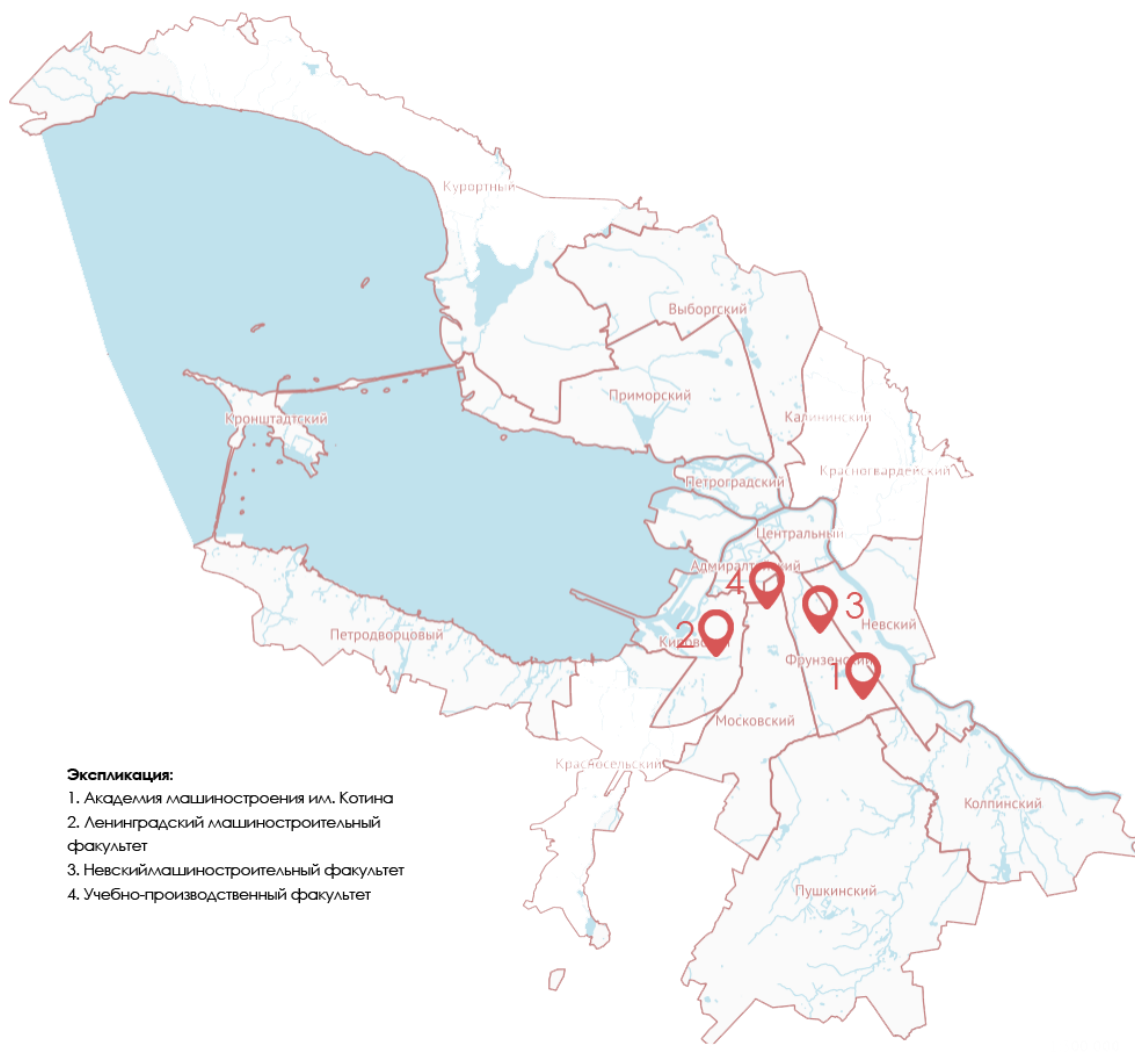 Курортный
Выборгский
Приморский
Кронштадтский
Калининский
Красногвардейский
Петроградский
Центральный
Адмиралтейский
4
3
2
Невский
Петродворцовый
Кировский
Фрунзенский
1
Московский
Красносельский
Колпинский
Пушкинский
Экспликация:
1. Академия машиностроения им. Котина
2. Ленинградский машиностроительный
факультет
3. Невскиймашиностроительный факультет
4. Учебно-производственный факультет